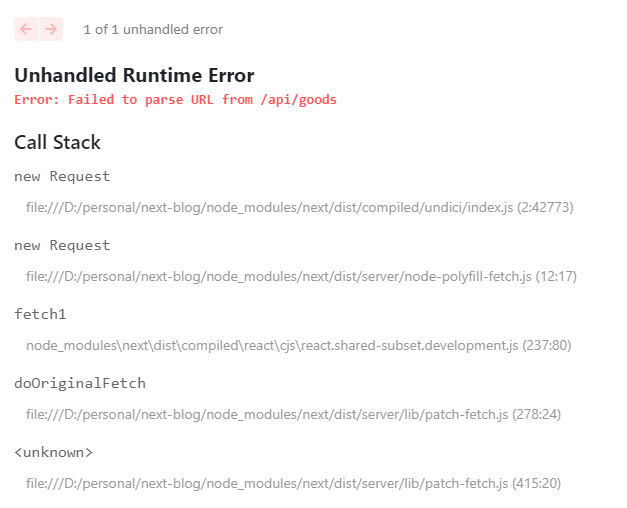 1 of 1 unhandled error
Unhandled Runtime Error
Error: Failed to parse URL from /api/goods
Call Stack
new Request
file:///D:/personal/next-blog/node_modules/next/dist/compiled/undici/index.js (2:42773)
new Request
file:///D:/personal/next-blog/node_modules/next/dist/server/node-polyfill-fetch.js (12:17)
fetch1
node_modules\next\dist\compiled\react\cjs\react.shared-subset.development.js (237:80)
doOriginalFetch
file:///D:/personal/next-blog/node_modules/next/dist/server/lib/patch-fetch.js (278:24)
<unknown>
file:///D:/personal/next-blog/node_modules/next/dist/server/lib/patch-fetch.js (415:20)